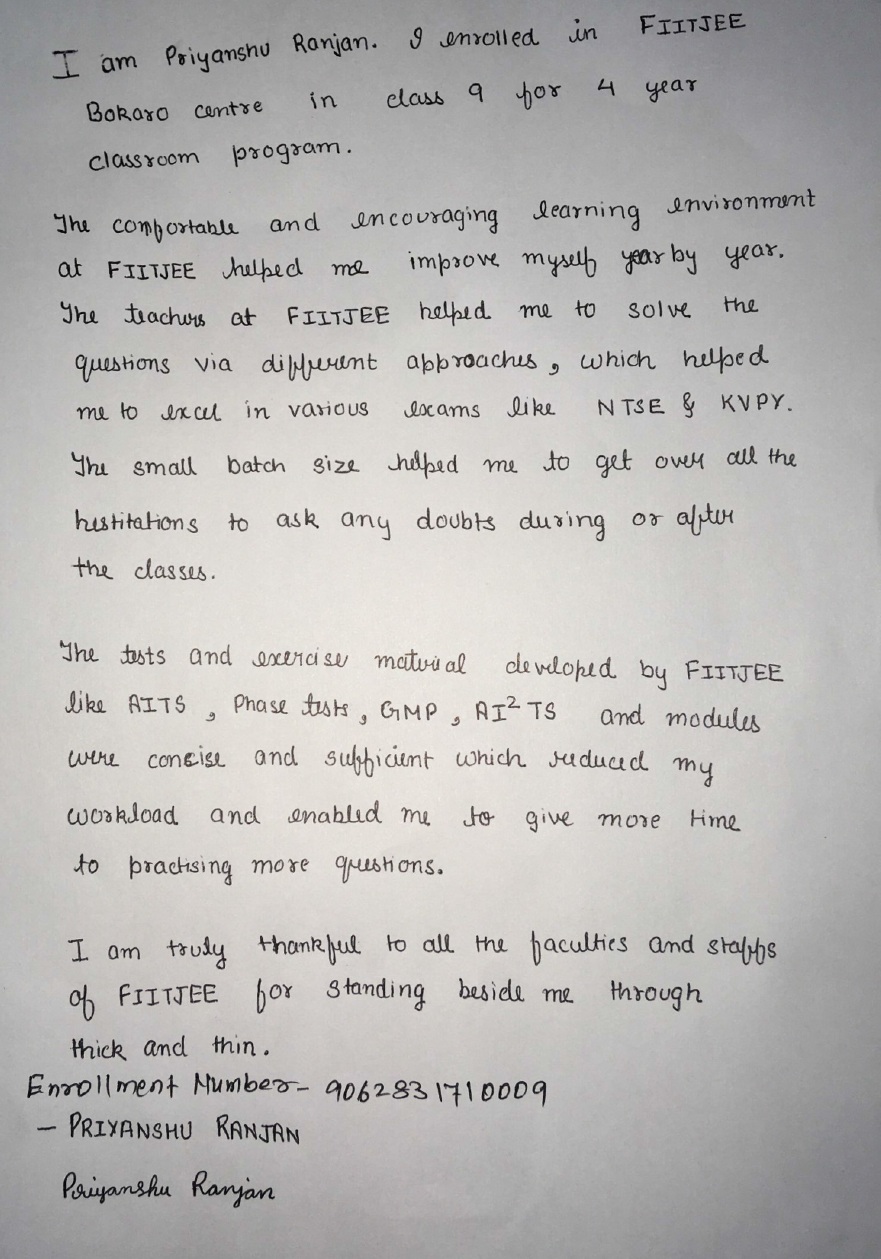 I am Priyanshu Ranjan. I enrolled in FIITJEE
Bokaro centre in class 9 for 4 year
classroom program.
The comfortable and encouraging learning environment
at FIITJEE helped me improve myself year by year.
The teachers at FIITJEE helped me to solve the
questions via different approaches, which helped
me to excel in various exams like NTSE & KVPY.
The small batch size helped me to get over all the
hestitations to ask any doubts during or after
the classes.
The tests and exercise material developed by FIITJEE
like AITS, Phase tests, GMP, AI²TS and modules
were concise and sufficient which reduced my
workload and enabled me to give more time
to practising more questions.
I am truly thankful to all the faculties and staffs
of FIITJEE for standing beside me through
thick and thin.
Enrollment Number- 9062831710009
- PRIYANSHU RANJAN
Priyanshu Ranjan